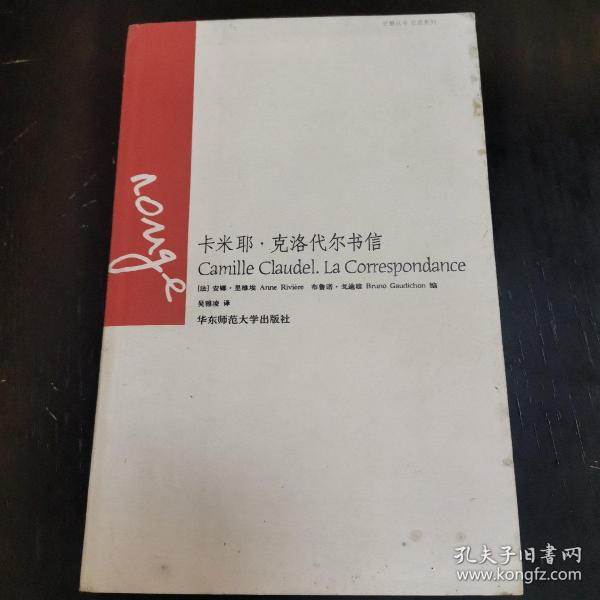 rouge
卡米耶·克洛代尔书信
Camille Claudel. La Correspondance
[法] 安娜·里维埃 Anne Rivière 布鲁诺·戈迪雄 Bruno Gaudichon 编
吴雅凌 译
华东师范大学出版社
孔夫子旧书网
www.kongfz.com